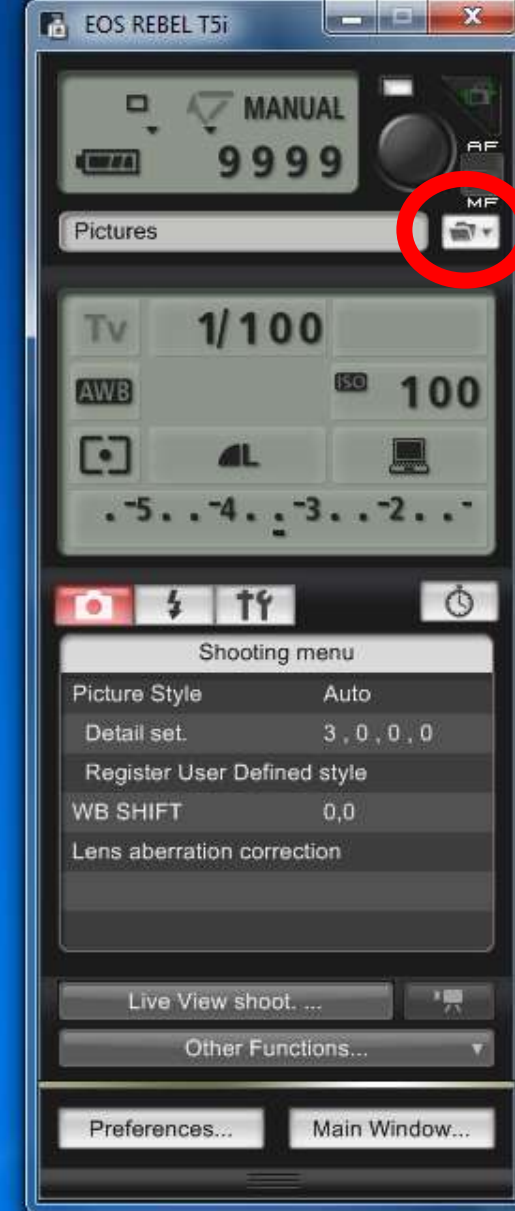 EOS REBEL T5i
MANUAL
9999
AF
MF
Pictures
Tv 1/100
AWB ISO 100
L
.-5..-4..-3..-2..-
Shooting menu
Picture Style Auto
Detail set. 3,0,0,0
Register User Defined style
WB SHIFT 0,0
Lens aberration correction
Live View shoot. ...
Other Functions...
Preferences... Main Window...